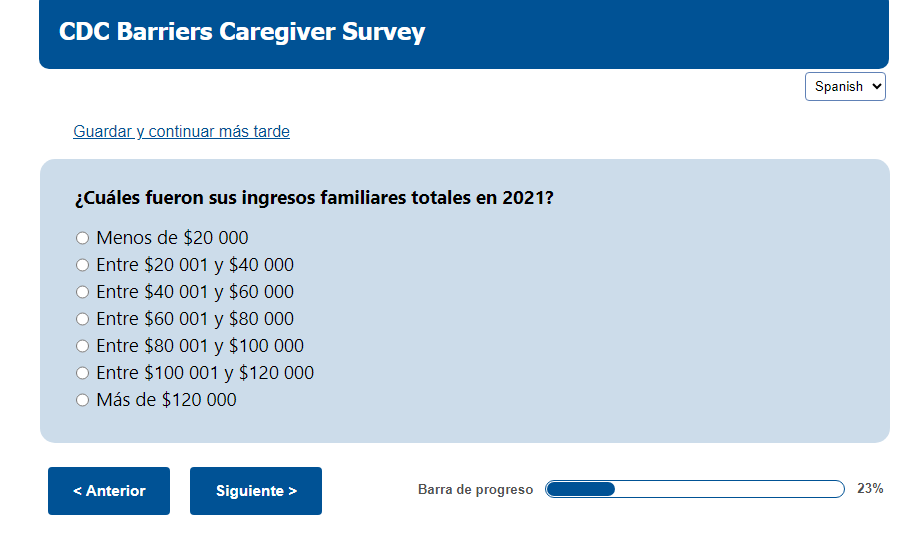 CDC Barriers Caregiver Survey
Spanish
Guardar y continuar más tarde
¿Cuáles fueron sus ingresos familiares totales en 2021?
Menos de $20 000
Entre $20 001 y $40 000
Entre $40 001 y $60 000
Entre $60 001 y $80 000
Entre $80 001 y $100 000
Entre $100 001 y $120 000
Más de $120 000
< Anterior Siguiente > Barra de progreso 23%